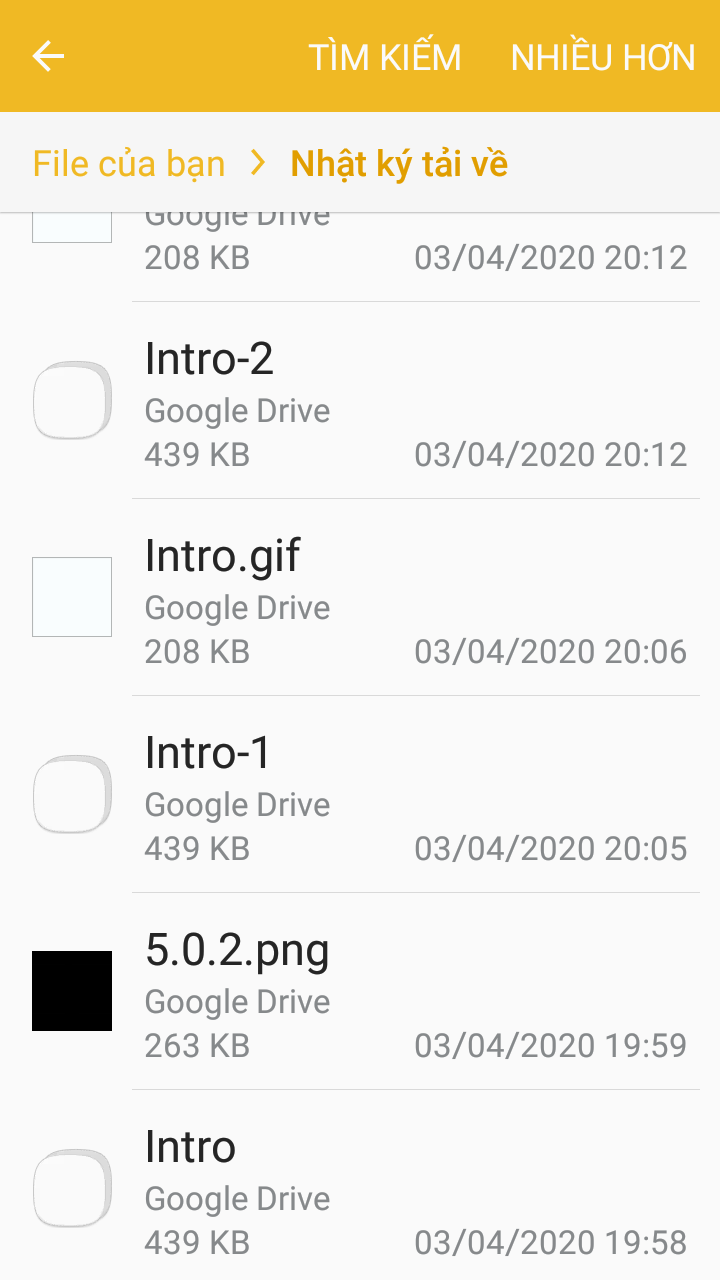 TÌM KIẾM NHIỀU HƠN
File của bạn > Nhật ký tải về
Google Drive
208 KB 03/04/2020 20:12
Intro-2
Google Drive
439 KB 03/04/2020 20:12
Intro.gif
Google Drive
208 KB 03/04/2020 20:06
Intro-1
Google Drive
439 KB 03/04/2020 20:05
5.0.2.png
Google Drive
263 KB 03/04/2020 19:59
Intro
Google Drive
439 KB 03/04/2020 19:58